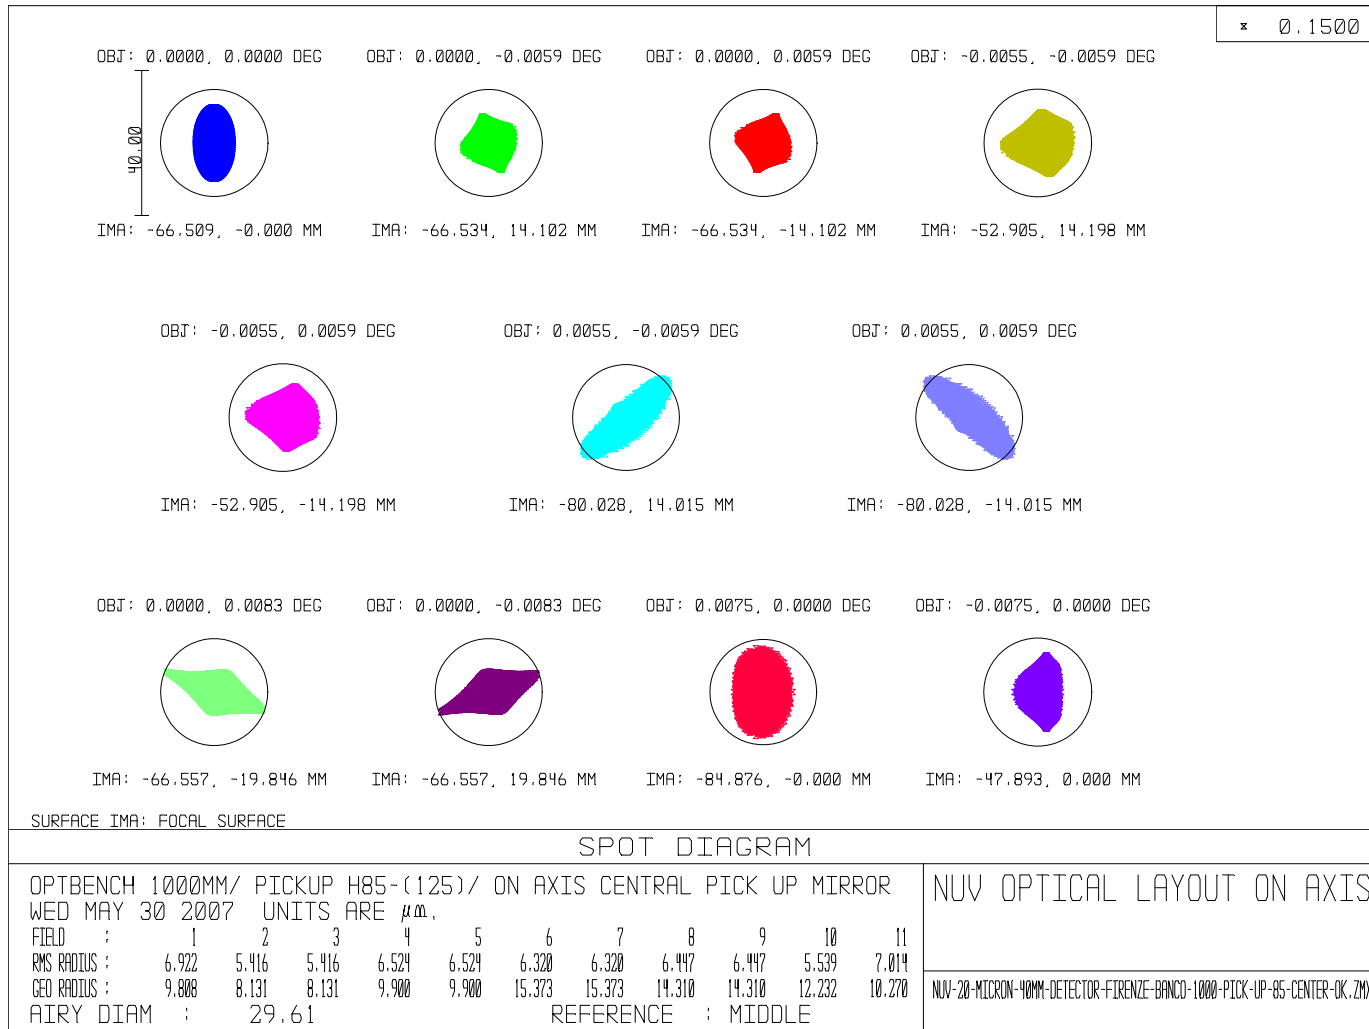 x 0.1500
OBJ: 0.0000, 0.0000 DEG
OBJ: 0.0000, -0.0059 DEG
OBJ: 0.0000, 0.0059 DEG
OBJ: -0.0055, -0.0059 DEG
40.00
IMA: -66.509, -0.000 MM
IMA: -66.534, 14.102 MM
IMA: -66.534, -14.102 MM
IMA: -52.905, 14.198 MM
OBJ: -0.0055, 0.0059 DEG
OBJ: 0.0055, -0.0059 DEG
OBJ: 0.0055, 0.0059 DEG
IMA: -52.905, -14.198 MM
IMA: -80.028, 14.015 MM
IMA: -80.028, -14.015 MM
OBJ: 0.0000, 0.0083 DEG
OBJ: 0.0000, -0.0083 DEG
OBJ: 0.0075, 0.0000 DEG
OBJ: -0.0075, 0.0000 DEG
IMA: -66.557, -19.846 MM
IMA: -66.557, 19.846 MM
IMA: -84.876, -0.000 MM
IMA: -47.893, 0.000 MM
SURFACE IMA: FOCAL SURFACE
SPOT DIAGRAM
OPTBENCH 1000MM/ PICKUP H85-(125)/ ON AXIS CENTRAL PICK UP MIRROR
WED MAY 30 2007 UNITS ARE µm.
FIELD : 1 2 3 4 5 6 7 8 9 10 11
RMS RADIUS : 6.922 5.416 5.416 6.524 6.524 6.320 6.320 6.447 6.447 5.539 7.014
GEO RADIUS : 9.808 8.131 8.131 9.900 9.900 15.373 15.373 14.310 14.310 12.232 10.270
AIRY DIAM : 29.61 REFERENCE : MIDDLE
NUV OPTICAL LAYOUT ON AXIS
NUV-20-MICRON-40MM-DETECTOR-FIRENZE-BANCO-1000-PICK-UP-85-CENTER-OK.ZMX